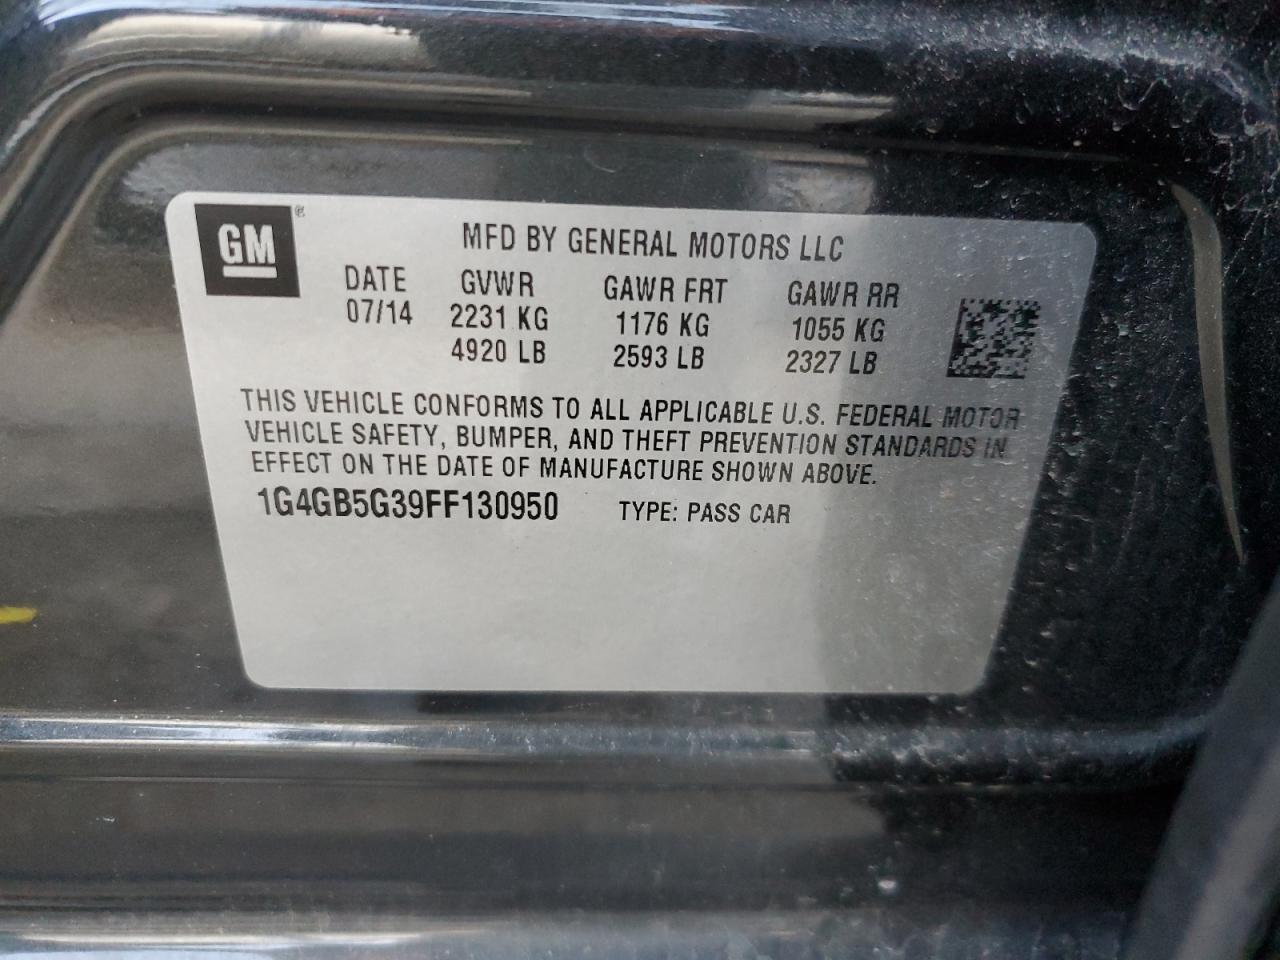 GM
MFD BY GENERAL MOTORS LLC
DATE GVWR GAWR FRT GAWR RR
07/14 2231 KG 1176 KG 1055 KG
4920 LB 2593 LB 2327 LB
THIS VEHICLE CONFORMS TO ALL APPLICABLE U.S. FEDERAL MOTOR
VEHICLE SAFETY, BUMPER, AND THEFT PREVENTION STANDARDS IN
EFFECT ON THE DATE OF MANUFACTURE SHOWN ABOVE.
1G4GB5G39FF130950 TYPE: PASS CAR